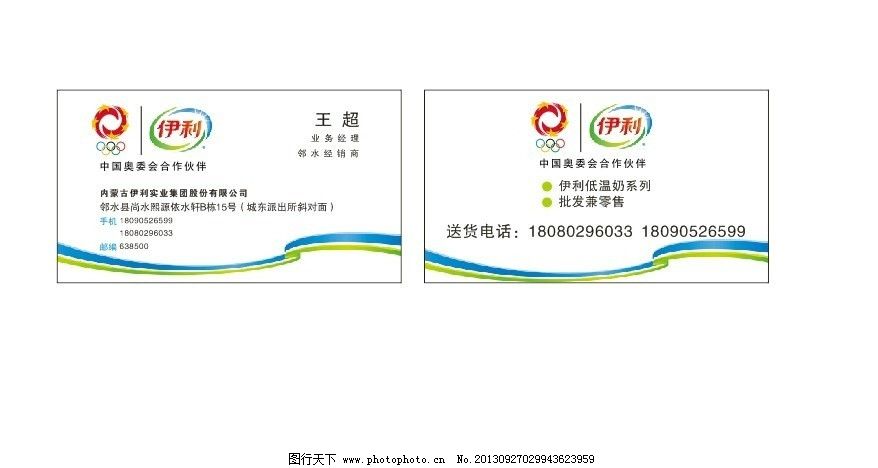 伊利
中国奥委会合作伙伴
王 超
业务经理
邻水经销商
内蒙古伊利实业集团股份有限公司
邻水县尚水熙源依水轩B栋15号（城东派出所斜对面）
手机 18090526599
18080296033
邮编 638500
伊利
中国奥委会合作伙伴
伊利低温奶系列
批发兼零售
送货电话：18080296033 18090526599
图行天下 www.photophoto.cn No.20130927029943623959